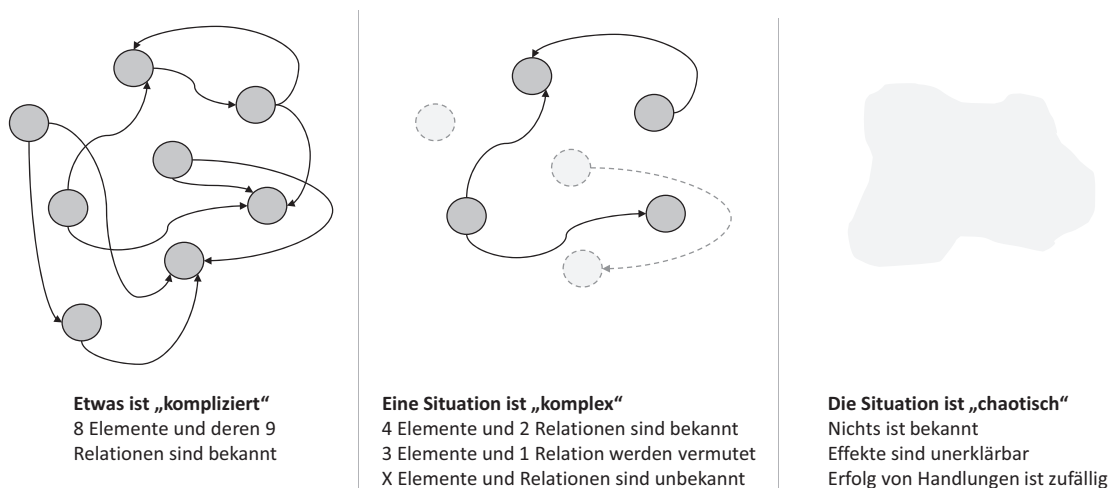 Etwas ist „kompliziert“
8 Elemente und deren 9
Relationen sind bekannt
Eine Situation ist „komplex“
4 Elemente und 2 Relationen sind bekannt
3 Elemente und 1 Relation werden vermutet
X Elemente und Relationen sind unbekannt
Die Situation ist „chaotisch“
Nichts ist bekannt
Effekte sind unerklärbar
Erfolg von Handlungen ist zufällig